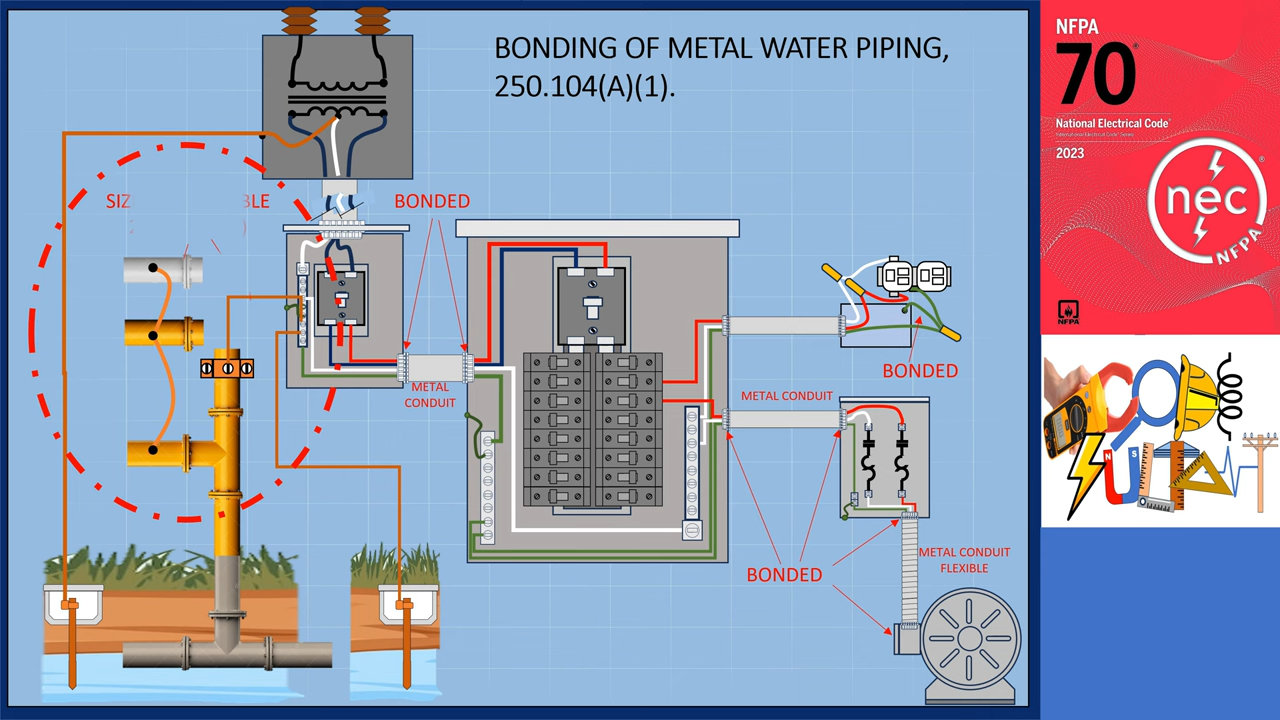 BONDING OF METAL WATER PIPING,
250.104(A)(1).
BONDED
METAL
CONDUIT
BONDED
METAL CONDUIT
BONDED
METAL CONDUIT
FLEXIBLE
NFPA
70®
National Electrical Code®
2023
nec®
NFPA
NFPA
N
S